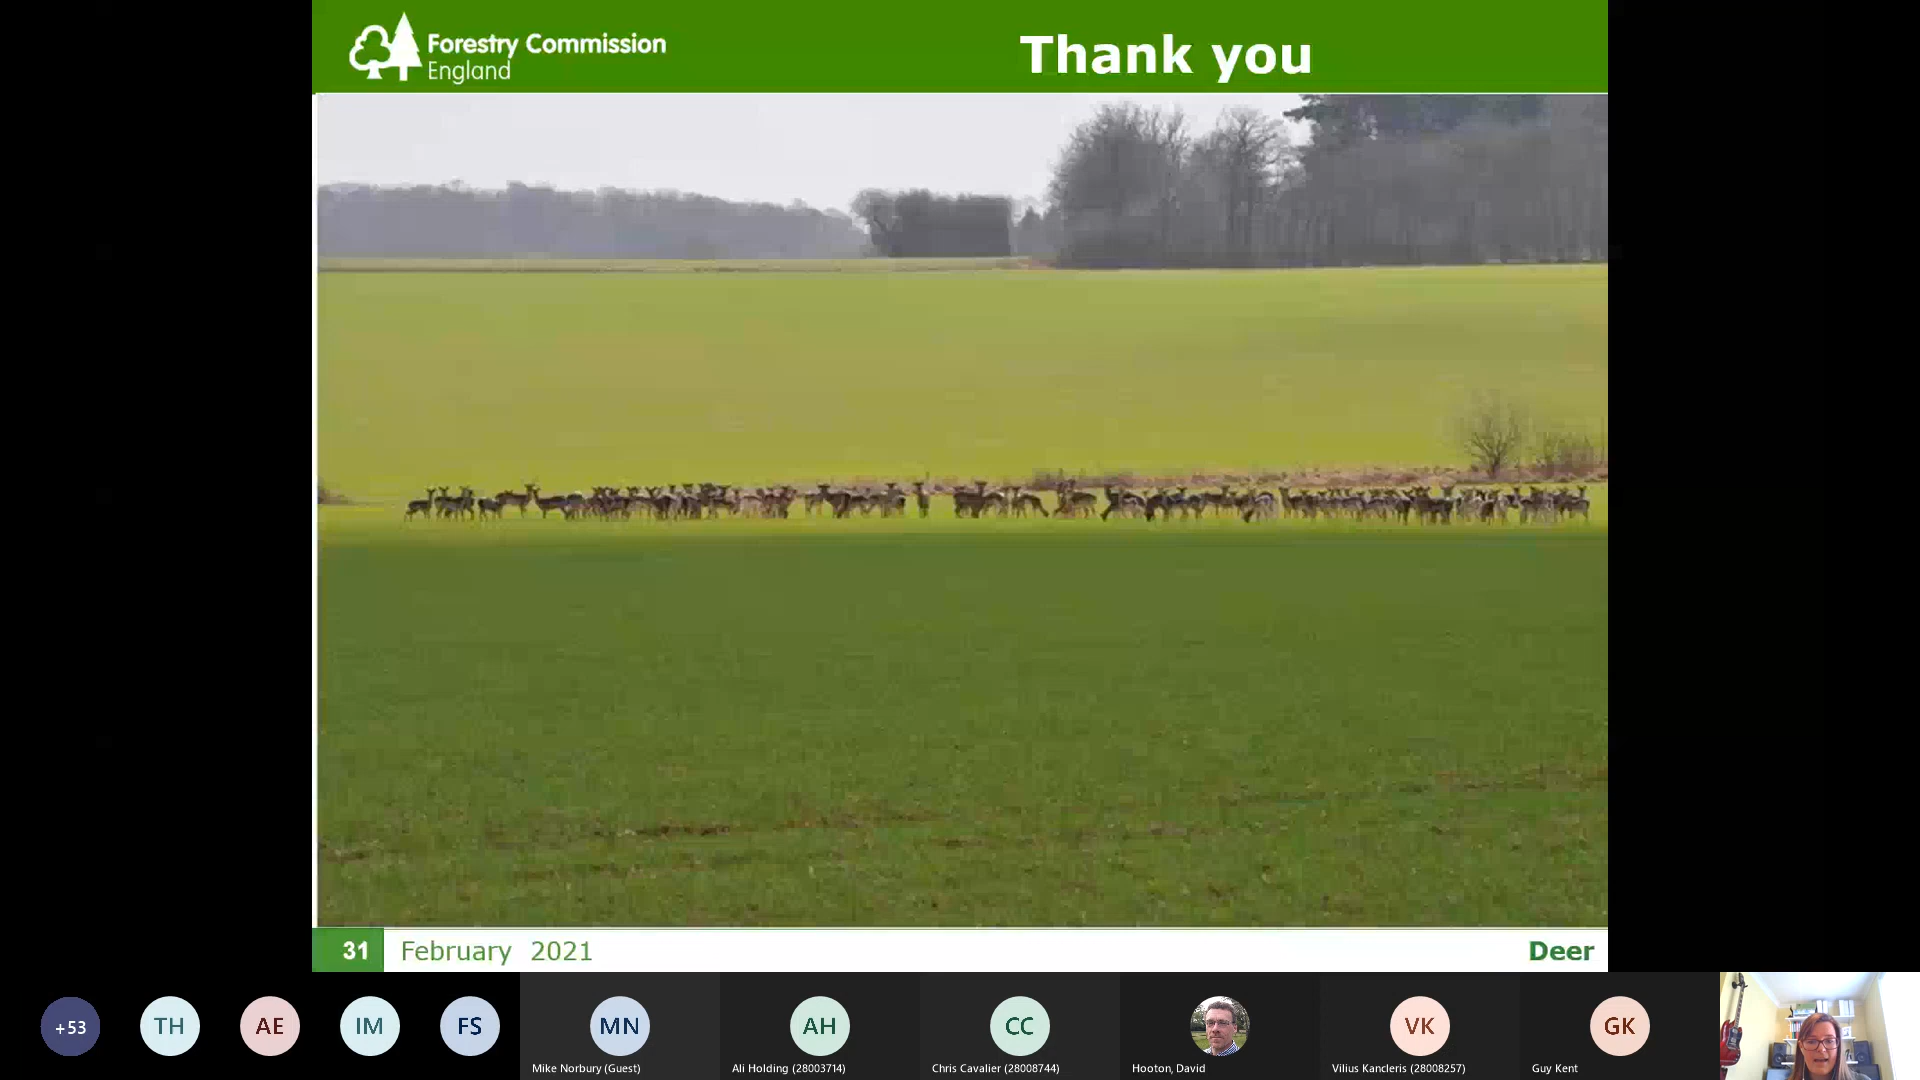 Forestry Commission
England
Thank you
31 February 2021
Deer
+53
TH
AE
IM
FS
MN
AH
CC
VK
GK
Mike Norbury (Guest)
Ali Holding (28003714)
Chris Cavalier (28008744)
Hooton, David
Vilius Kancleris (28008257)
Guy Kent